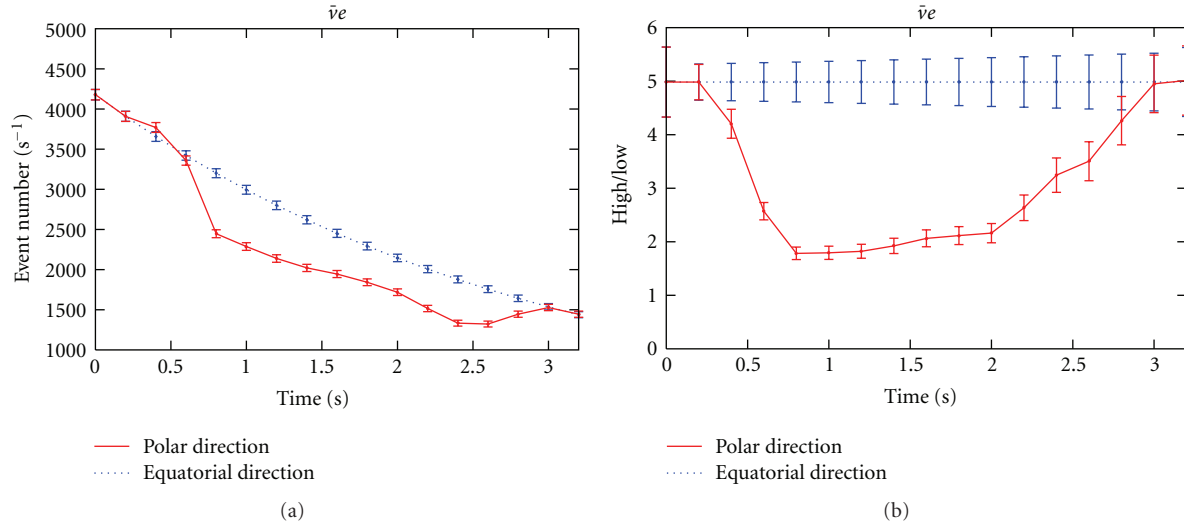 ν̄e
5000
4500
4000
3500
3000
2500
2000
1500
1000
0 0.5 1 1.5 2 2.5 3
Event number (s⁻¹)
Time (s)
Polar direction
Equatorial direction
(a)
ν̄e
6
5
4
3
2
1
0
0 0.5 1 1.5 2 2.5 3
High/low
Time (s)
Polar direction
Equatorial direction
(b)